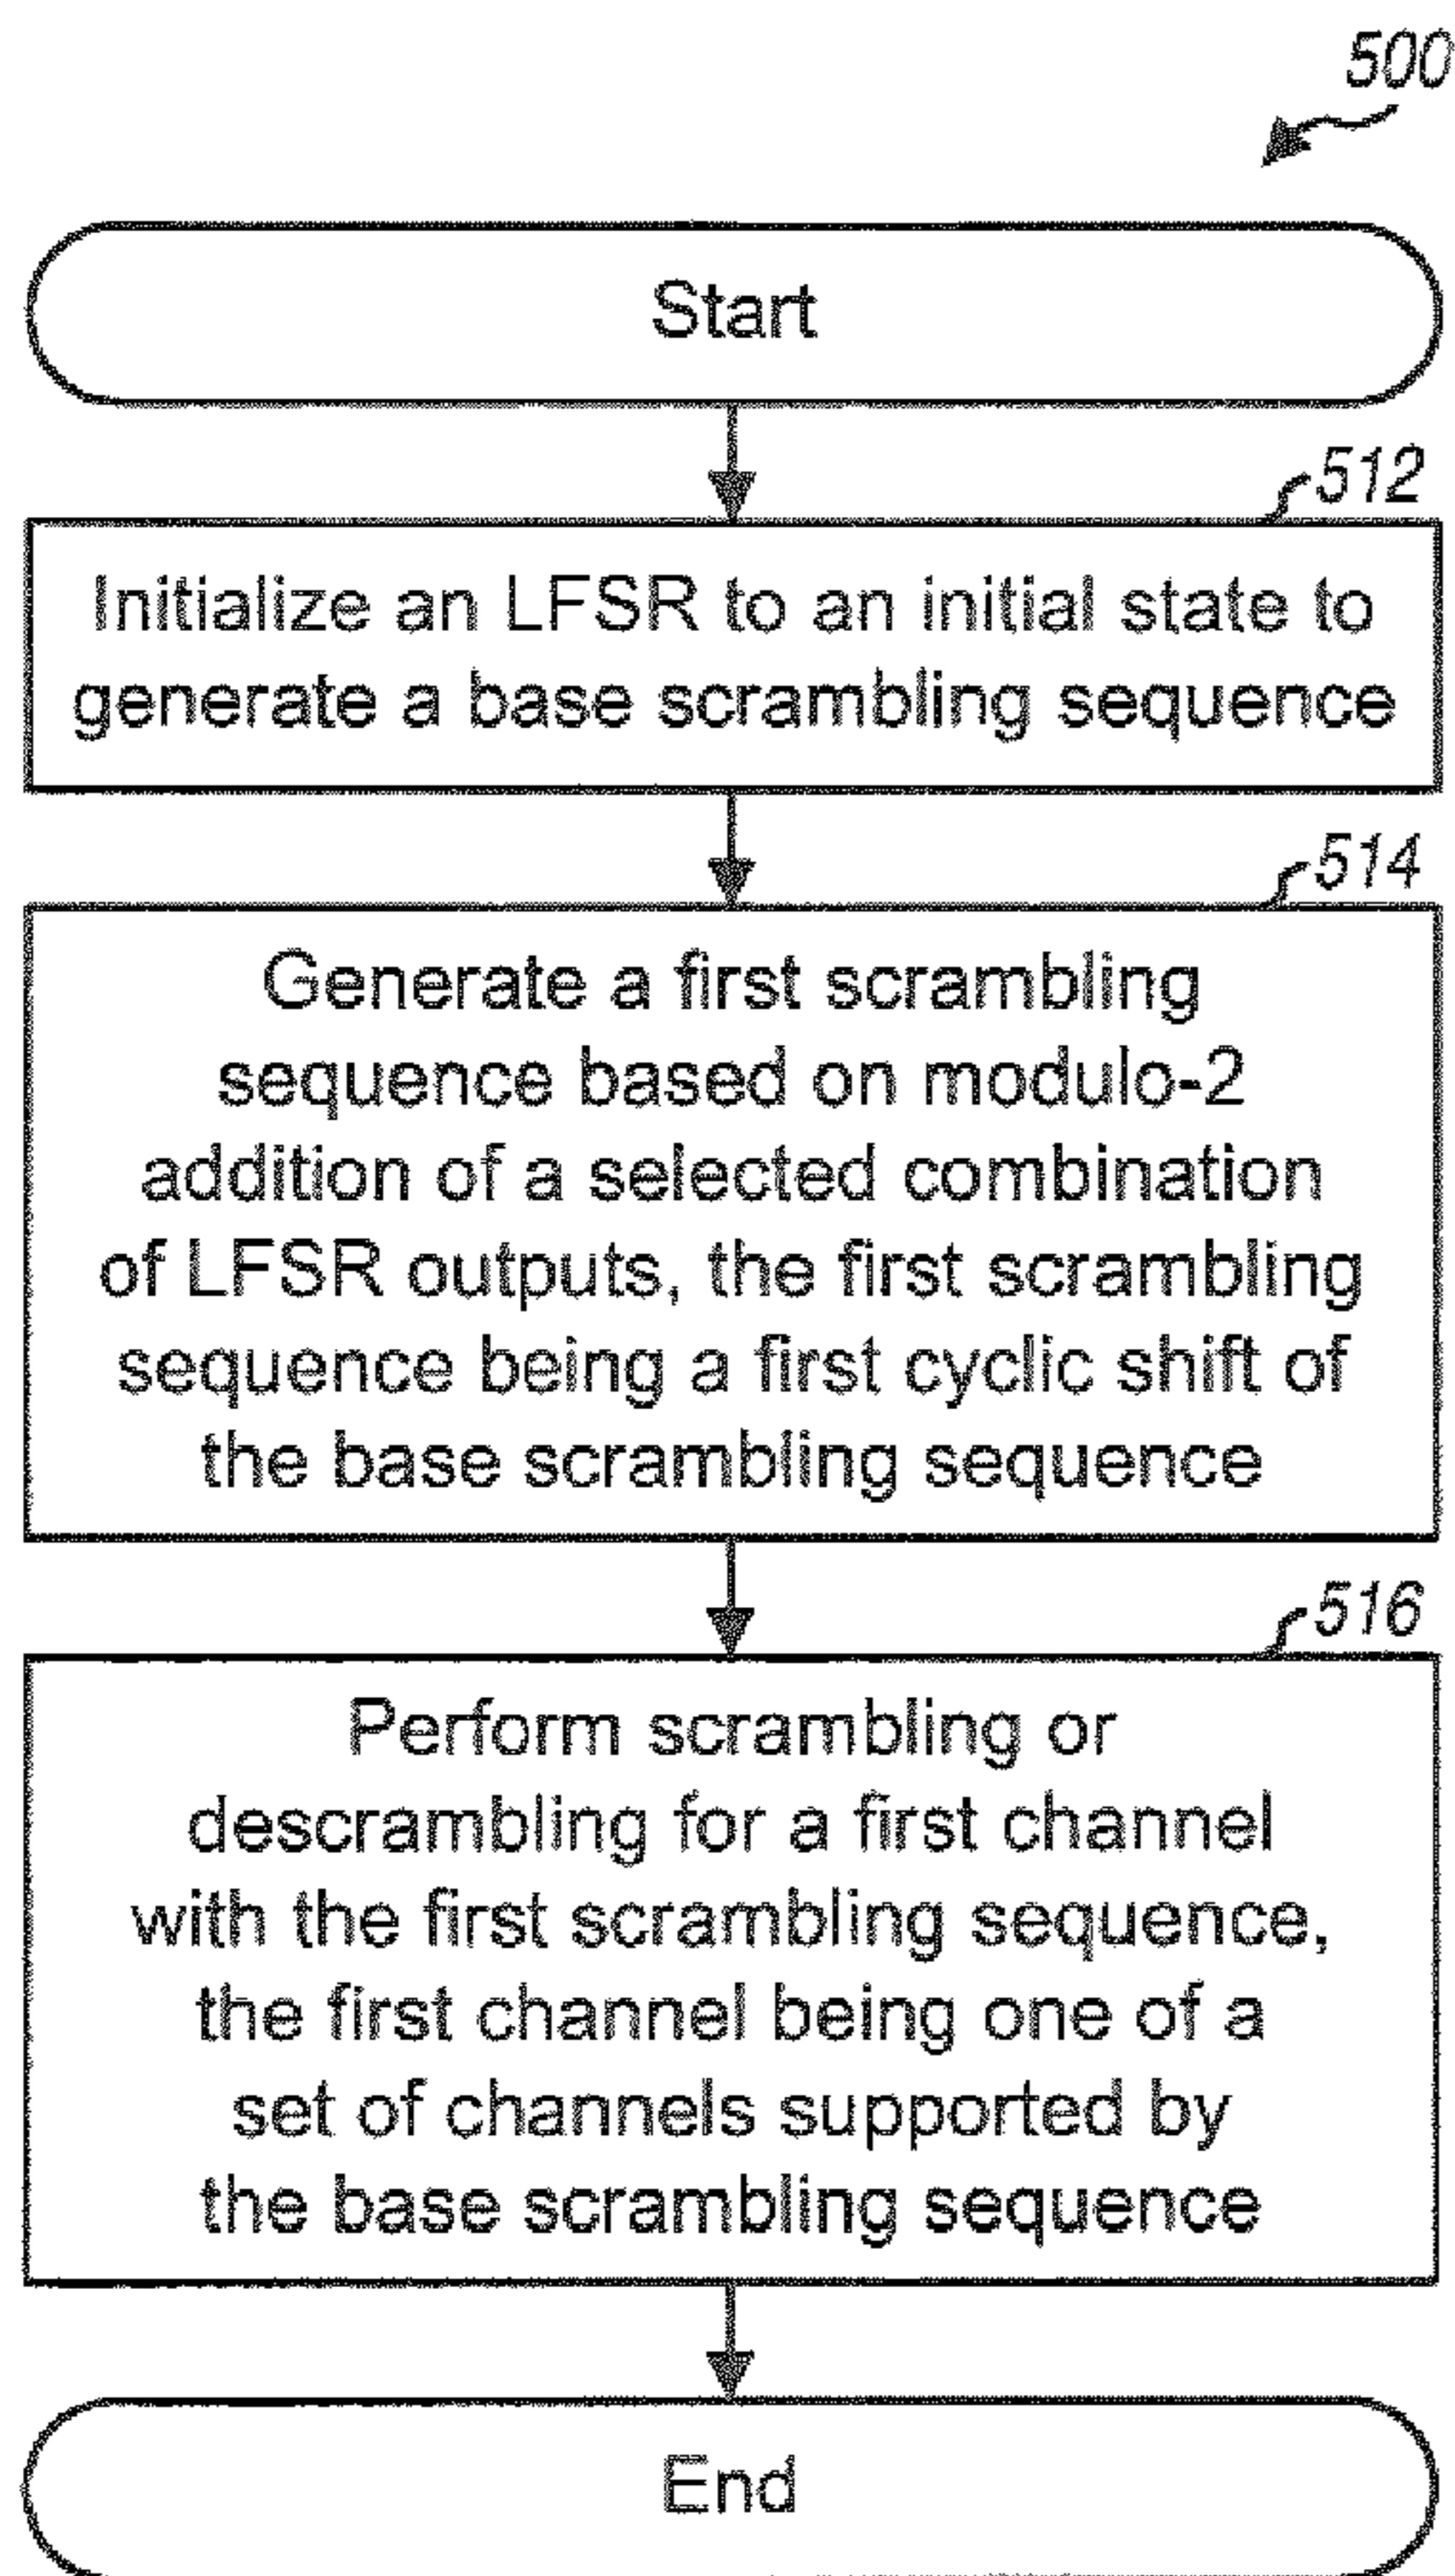 500
Start
512
Initialize an LFSR to an initial state to
generate a base scrambling sequence
514
Generate a first scrambling
sequence based on modulo-2
addition of a selected combination
of LFSR outputs, the first scrambling
sequence being a first cyclic shift of
the base scrambling sequence
516
Perform scrambling or
descrambling for a first channel
with the first scrambling sequence,
the first channel being one of a
set of channels supported by
the base scrambling sequence
End